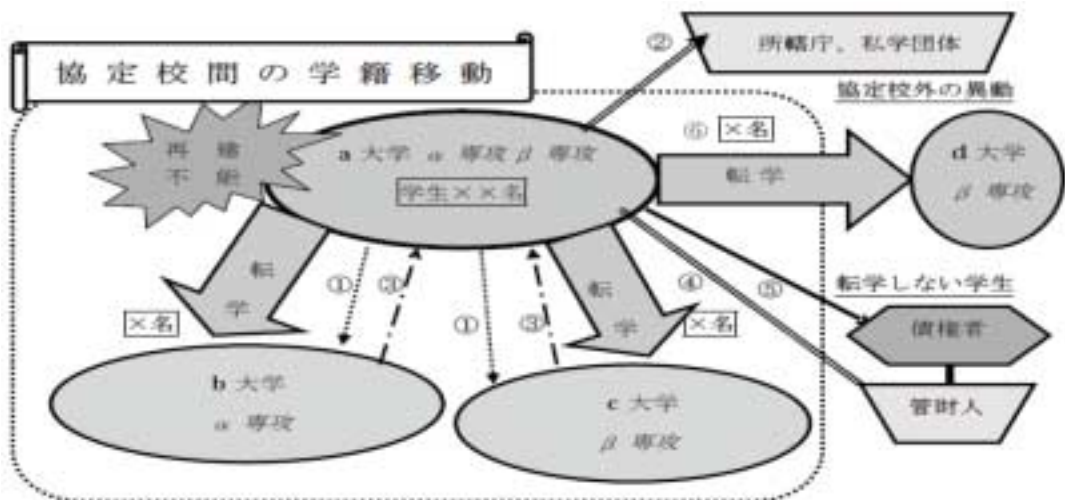 協定校間の学籍移動
②
所轄庁、私学団体
協定校外の異動
再建
不能
a 大学 α 専攻 β 専攻
学生××名
⑥ ×名
転学
d 大学
β 専攻
転学
①
③
①
③
転学
④
⑤
転学しない学生
×名
×名
債権者
b 大学
α 専攻
c 大学
β 専攻
管財人